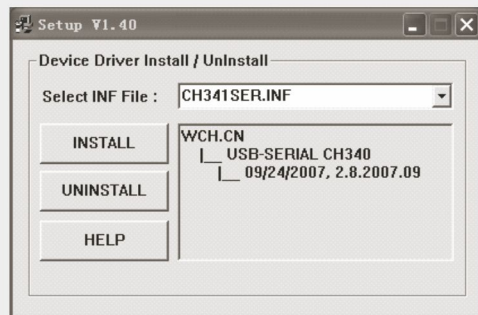 Setup V1.40
Device Driver Install / UnInstall
Select INF File : CH341SER.INF
INSTALL
UNINSTALL
HELP
WCH.CN
|__ USB-SERIAL CH340
|__ 09/24/2007, 2.8.2007.09